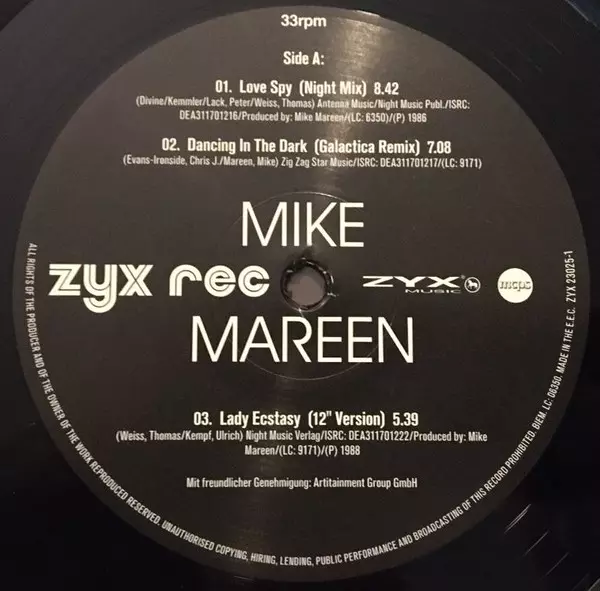 33rpm
Side A:
01. Love Spy (Night Mix) 8.42
(Divine/Kemmler/Lack, Peter/Weiss, Thomas) Antenna Music/Night Music Publ./ISRC:
DEA311701216/Produced by: Mike Mareen/(LC: 6350)/(P) 1986
02. Dancing In The Dark (Galactica Remix) 7.08
(Evans-Ironside, Chris J./Mareen, Mike) Zig Zag Star Music/ISRC: DEA311701217/(LC: 9171)
MIKE
zyx rec
ZYX®
MUSIC
mcps
MAREEN
03. Lady Ecstasy (12" Version) 5.39
(Weiss, Thomas/Kempf, Ulrich) Night Music Verlag/ISRC: DEA311701222/Produced by: Mike
Mareen/(LC: 9171)/(P) 1988
Mit freundlicher Genehmigung: Artitainment Group GmbH
ALL RIGHTS OF THE PRODUCER AND OF THE OWNER OF THE WORK REPRODUCED RESERVED. UNAUTHORISED COPYING, HIRING, LENDING, PUBLIC PERFORMANCE AND BROADCASTING OF THIS RECORD PROHIBITED. BIEM. LC: 06350. MADE IN THE E.E.C. ZYX 23025-1